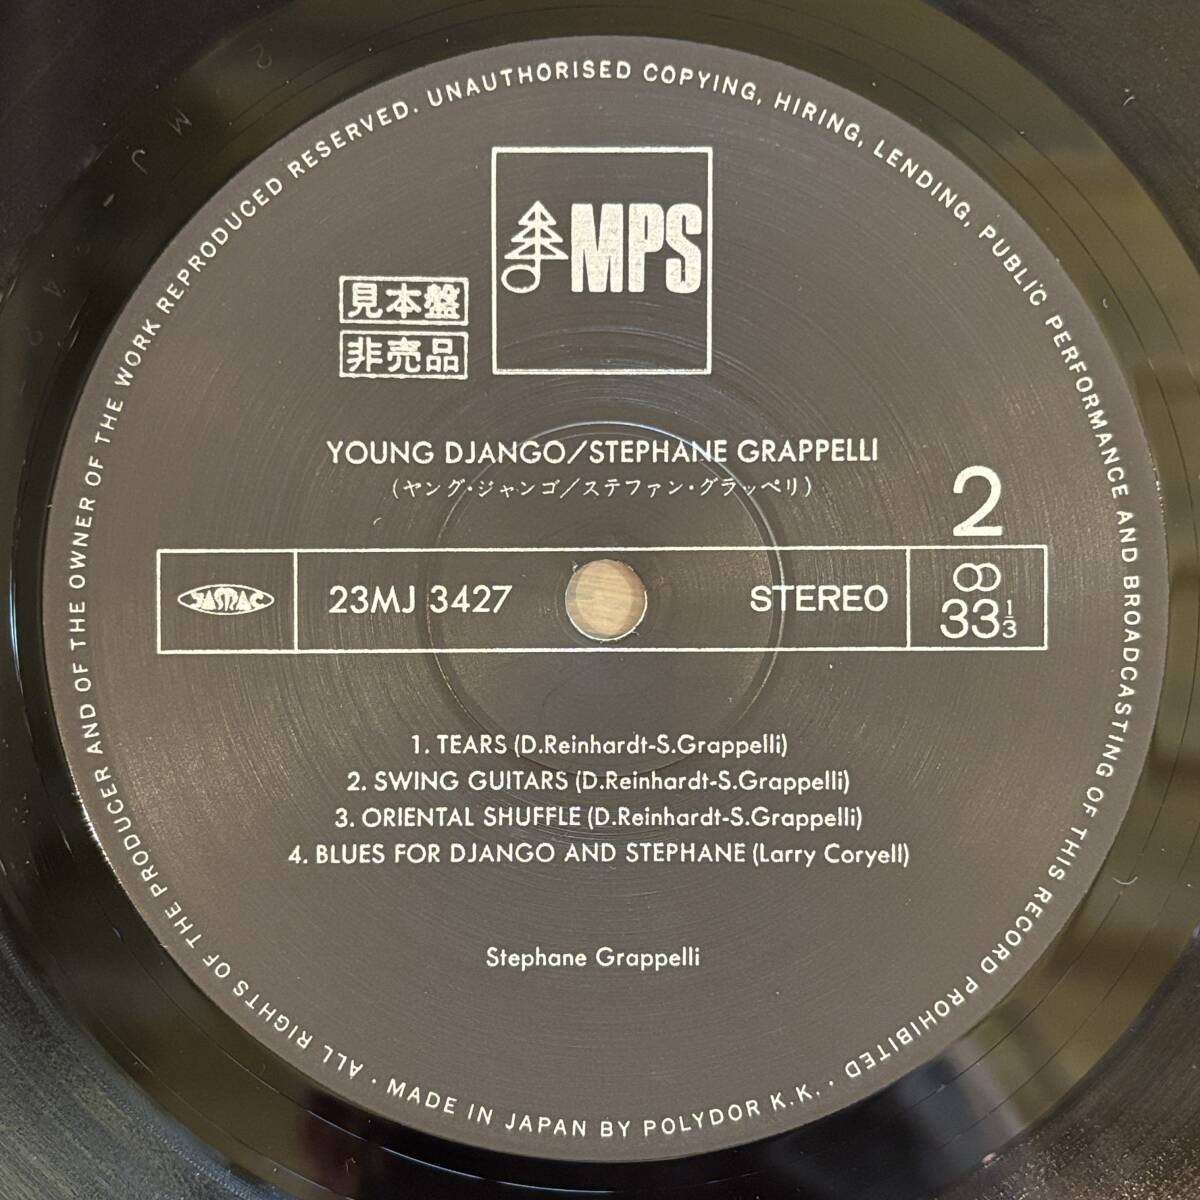 MPS
見本盤
非売品
YOUNG DJANGO/STEPHANE GRAPPELLI
(ヤング・ジャンゴ/ステファン・グラッペリ)
2
JASRAC
23MJ 3427
STEREO
33 1/3
1. TEARS (D.Reinhardt-S.Grappelli)
2. SWING GUITARS (D.Reinhardt-S.Grappelli)
3. ORIENTAL SHUFFLE (D.Reinhardt-S.Grappelli)
4. BLUES FOR DJANGO AND STEPHANE (Larry Coryell)
Stephane Grappelli
ALL RIGHTS OF THE PRODUCER AND OF THE OWNER OF THE WORK REPRODUCED RESERVED. UNAUTHORISED COPYING, HIRING, LENDING, PUBLIC PERFORMANCE AND BROADCASTING OF THIS RECORD PROHIBITED • MADE IN JAPAN BY POLYDOR K.K. •